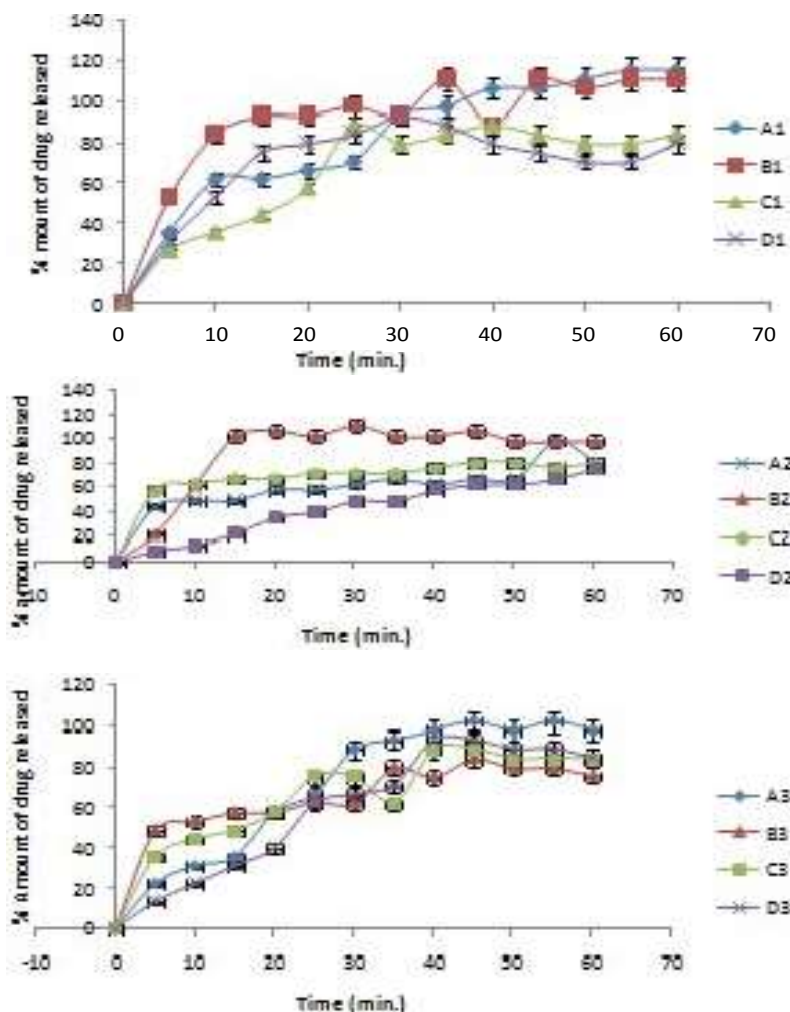 140
120
100
80
60
40
20
0
% Amount of drug released
0 10 20 30 40 50 60 70
Time (min.)
A1
B1
C1
D1
140
120
100
80
60
40
20
0
% amount of drug released
-10 0 10 20 30 40 50 60 70
Time (min.)
A2
B2
C2
D2
120
100
80
60
40
20
0
% Amount of drug released
-10 0 10 20 30 40 50 60 70
Time (min.)
A3
B3
C3
D3